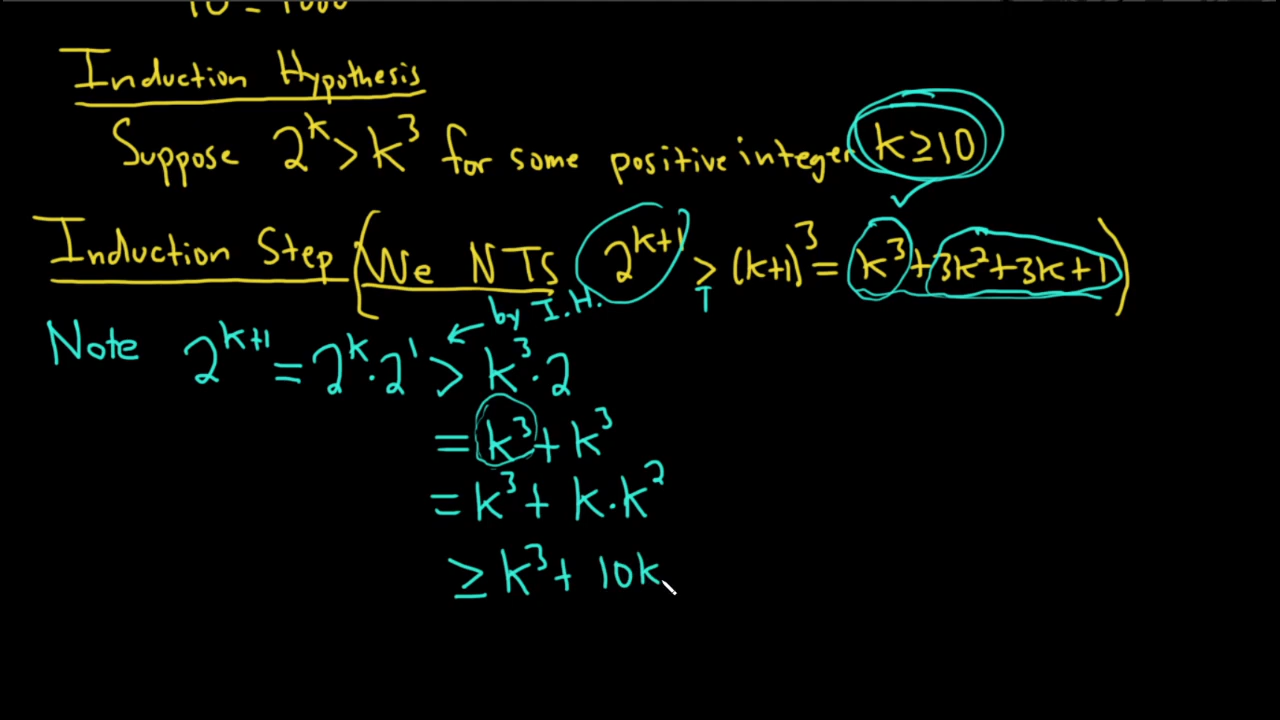 10 = 1000
Induction Hypothesis
Suppose 2^k > k^3 for some positive integer k ≥ 10
Induction Step (We NTS 2^{k+1} > (k+1)^3 = k^3 + 3k^2 + 3k + 1)
T
by I.H.
Note 2^{k+1} = 2^k · 2^1 > k^3 · 2
= k^3 + k^3
= k^3 + k · k^2
≥ k^3 + 10k